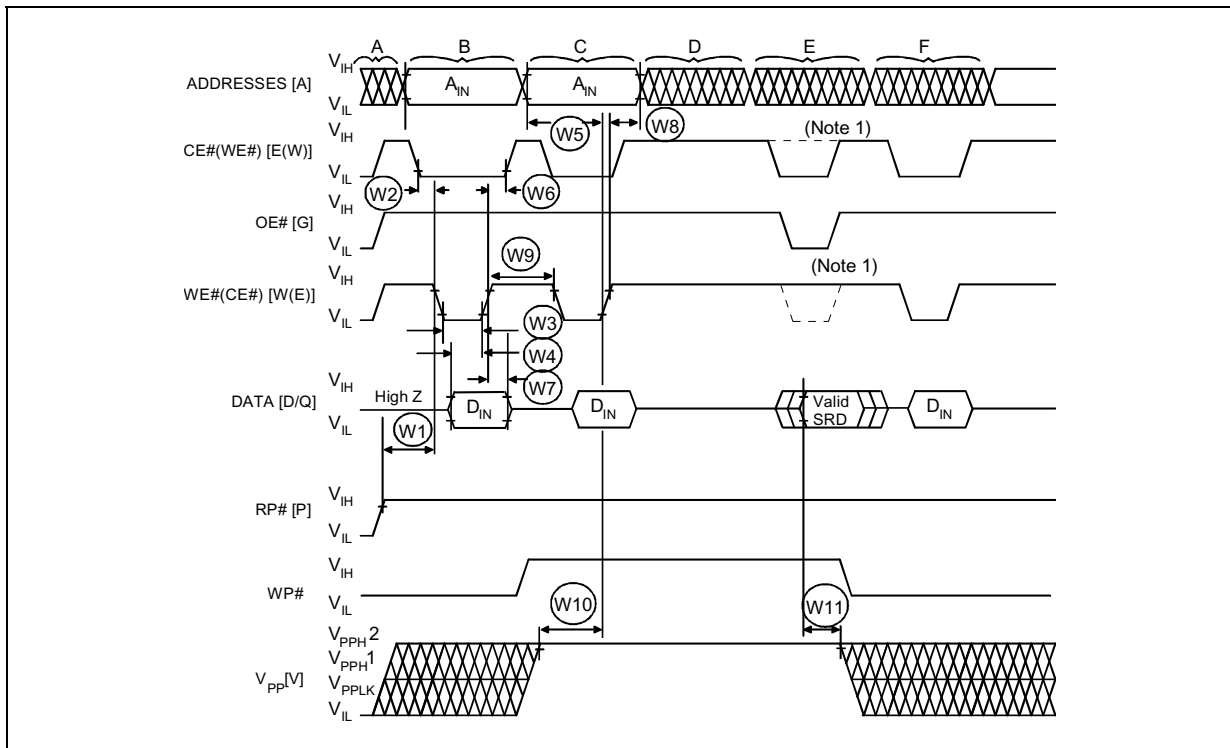 A B C D E F
V_IH
ADDRESSES [A] A_IN A_IN
V_IL
W5 W8
V_IH (Note 1)
CE#(WE#) [E(W)]
V_IL
W2 W6
V_IH
OE# [G]
V_IL
W9
V_IH (Note 1)
WE#(CE#) [W(E)]
V_IL
W3
W4
W7
V_IH High Z
DATA [D/Q] D_IN D_IN Valid SRD D_IN
V_IL
W1
V_IH
RP# [P]
V_IL
V_IH
WP#
V_IL
W10 W11
V_PPH 2
V_PPH 1
V_PP [V]
V_PPLK
V_IL